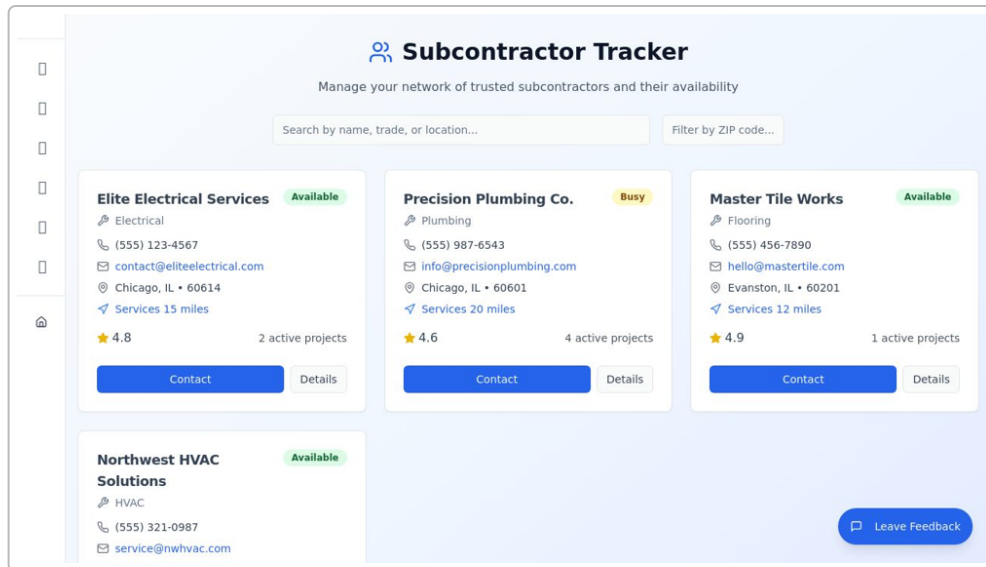 Subcontractor Tracker
Manage your network of trusted subcontractors and their availability
Search by name, trade, or location...
Filter by ZIP code...
Elite Electrical Services
Available
Electrical
(555) 123-4567
contact@eliteelectrical.com
Chicago, IL • 60614
Services 15 miles
4.8
2 active projects
Contact
Details
Precision Plumbing Co.
Busy
Plumbing
(555) 987-6543
info@precisionplumbing.com
Chicago, IL • 60601
Services 20 miles
4.6
4 active projects
Contact
Details
Master Tile Works
Available
Flooring
(555) 456-7890
hello@mastertile.com
Evanston, IL • 60201
Services 12 miles
4.9
1 active projects
Contact
Details
Northwest HVAC
Solutions
Available
HVAC
(555) 321-0987
service@nwhvac.com
Leave Feedback